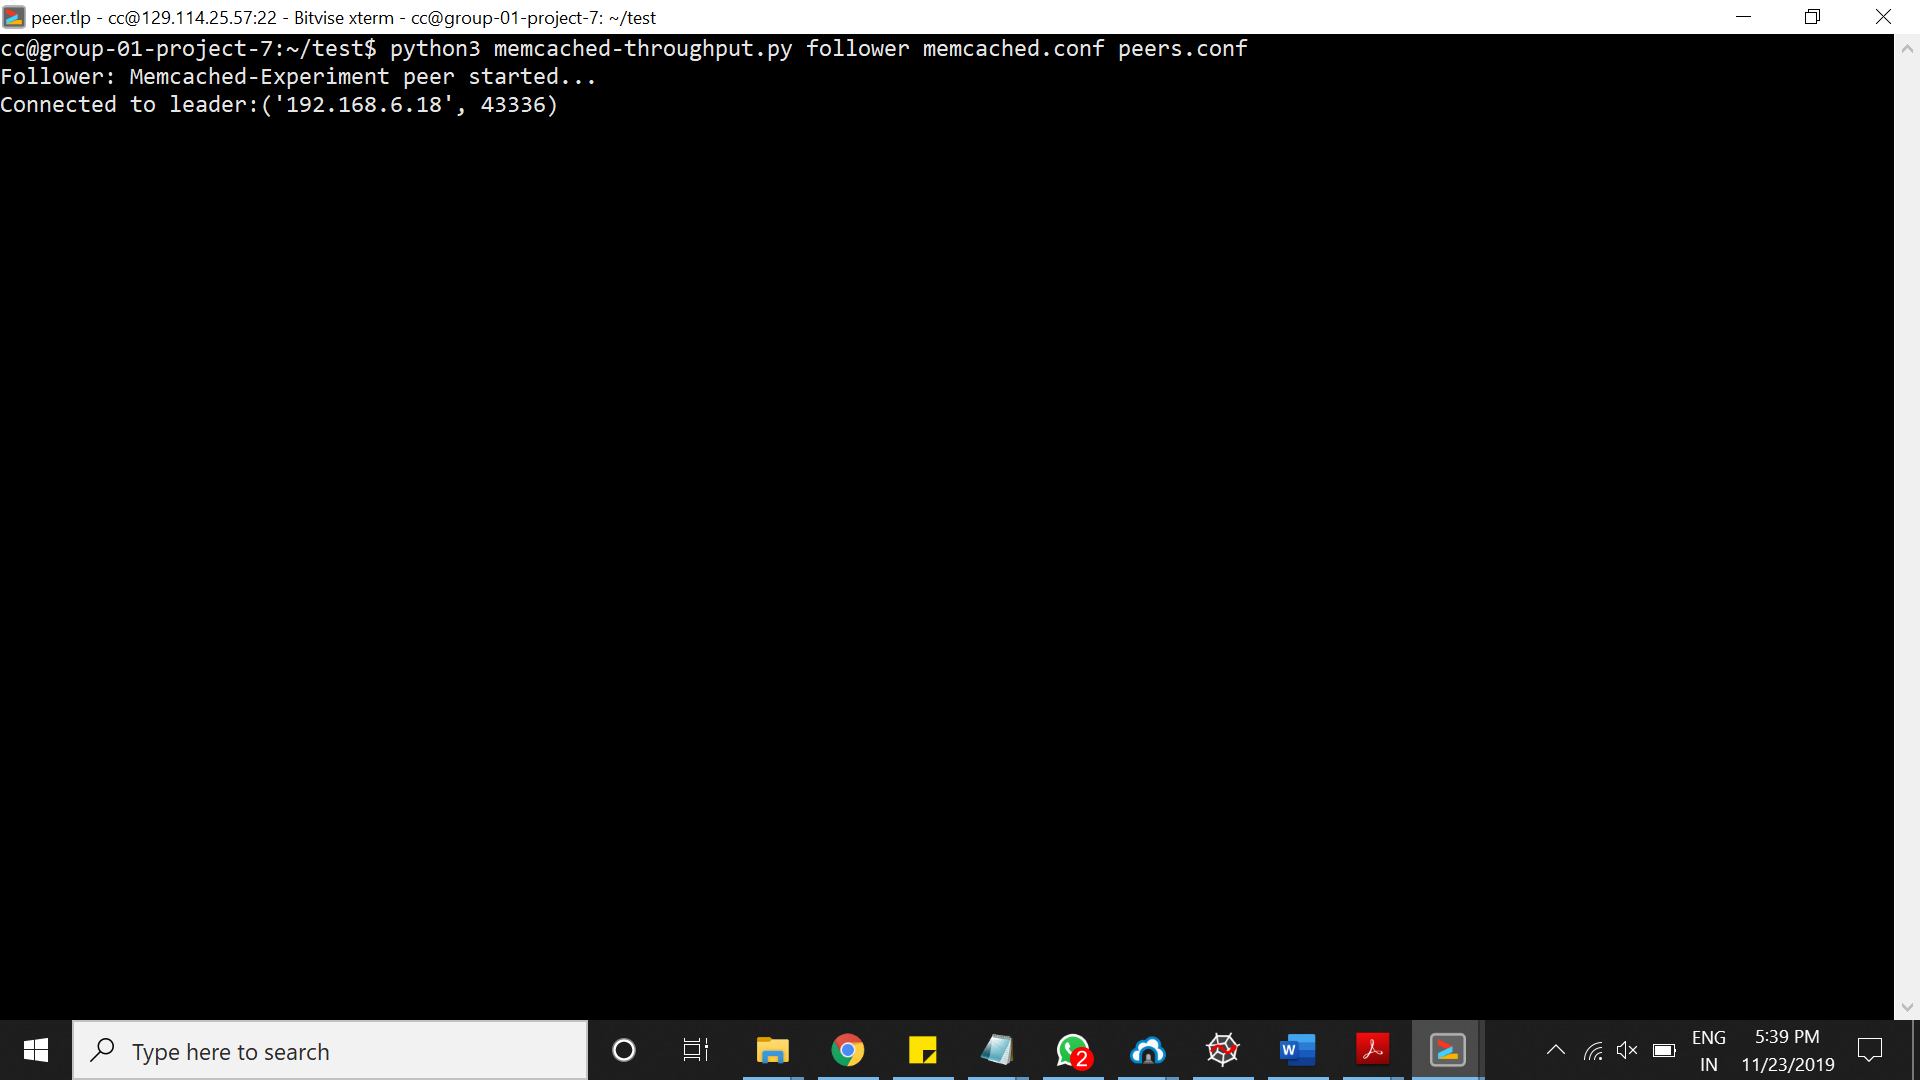 peer.tlp - cc@129.114.25.57:22 - Bitvise xterm - cc@group-01-project-7: ~/test
cc@group-01-project-7:~/test$ python3 memcached-throughput.py follower memcached.conf peers.conf
Follower: Memcached-Experiment peer started...
Connected to leader:('192.168.6.18', 43336)
Type here to search
2
W
ENG
IN
5:39 PM
11/23/2019